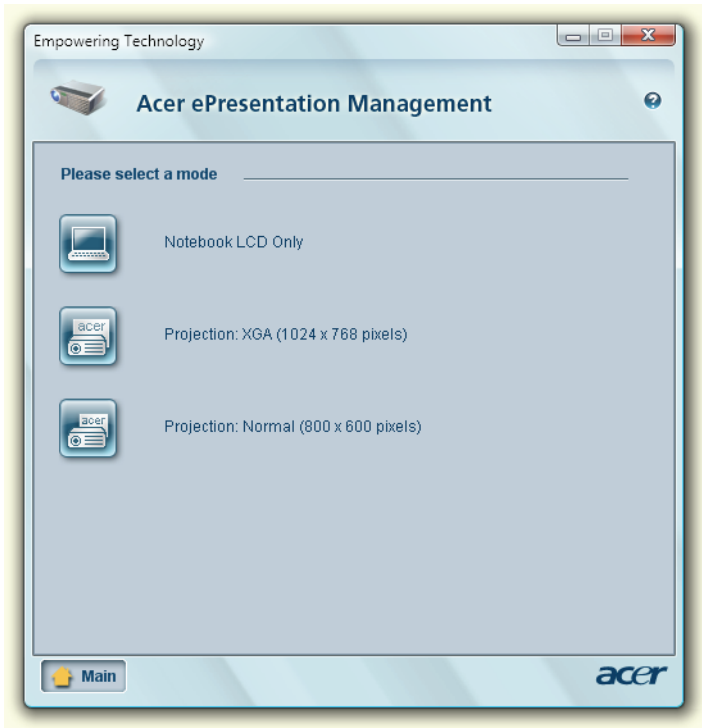 Empowering Technology
Acer ePresentation Management
?
Please select a mode
Notebook LCD Only
acer
Projection: XGA (1024 x 768 pixels)
acer
Projection: Normal (800 x 600 pixels)
Main
acer